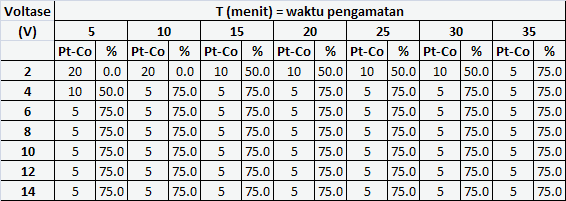 Voltase T (menit) = waktu pengamatan
(V) 5 10 15 20 25 30 35
Pt-Co % Pt-Co % Pt-Co % Pt-Co % Pt-Co % Pt-Co % Pt-Co %
2 20 0.0 20 0.0 10 50.0 10 50.0 10 50.0 10 50.0 5 75.0
4 10 50.0 5 75.0 5 75.0 5 75.0 5 75.0 5 75.0 5 75.0
6 5 75.0 5 75.0 5 75.0 5 75.0 5 75.0 5 75.0 5 75.0
8 5 75.0 5 75.0 5 75.0 5 75.0 5 75.0 5 75.0 5 75.0
10 5 75.0 5 75.0 5 75.0 5 75.0 5 75.0 5 75.0 5 75.0
12 5 75.0 5 75.0 5 75.0 5 75.0 5 75.0 5 75.0 5 75.0
14 5 75.0 5 75.0 5 75.0 5 75.0 5 75.0 5 75.0 5 75.0